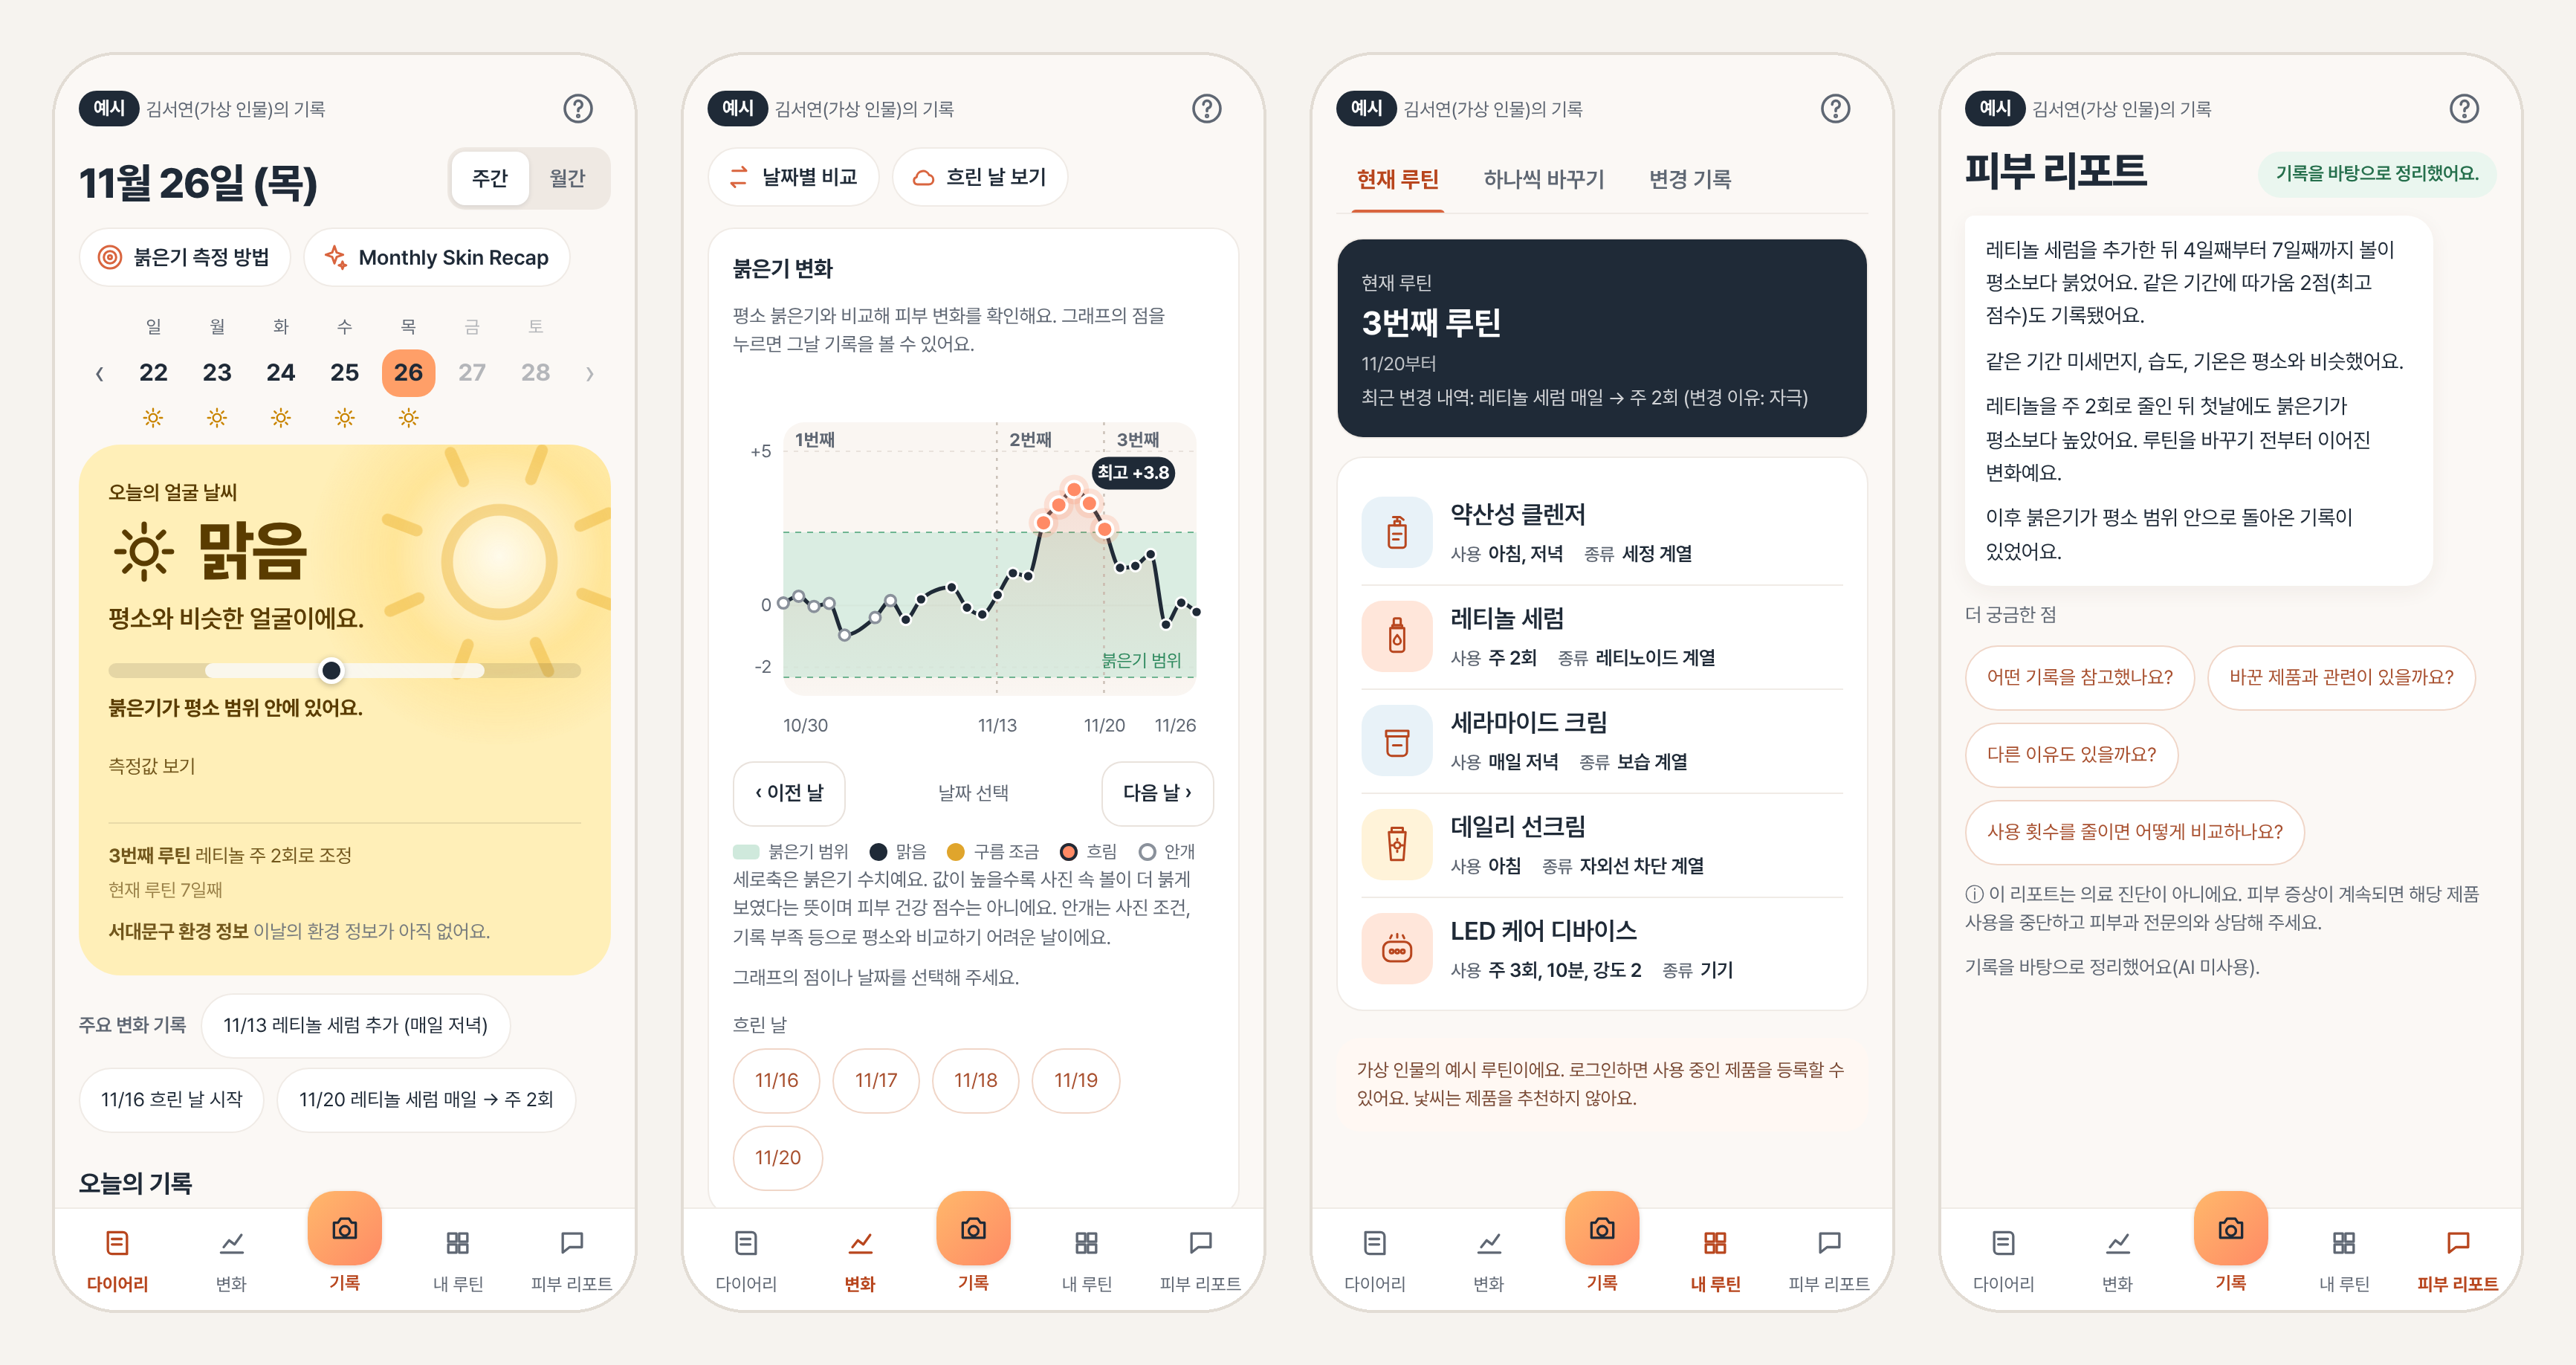 예시 김서연(가상 인물)의 기록
11월 26일 (목)
주간 월간
붉은기 측정 방법
Monthly Skin Recap
일 월 화 수 목 금 토
‹ 22 23 24 25 26 27 28 ›
오늘의 얼굴 날씨
맑음
평소와 비슷한 얼굴이에요.
붉은기가 평소 범위 안에 있어요.
측정값 보기
3번째 루틴 레티놀 주 2회로 조정
현재 루틴 7일째
서대문구 환경 정보 이날의 환경 정보가 아직 없어요.
주요 변화 기록 11/13 레티놀 세럼 추가 (매일 저녁)
11/16 흐린 날 시작 11/20 레티놀 세럼 매일 → 주 2회
오늘의 기록
다이어리 변화 기록 내 루틴 피부 리포트
예시 김서연(가상 인물)의 기록
날짜별 비교 흐린 날 보기
붉은기 변화
평소 붉은기와 비교해 피부 변화를 확인해요. 그래프의 점을
누르면 그날 기록을 볼 수 있어요.
1번째 2번째 3번째
+5
최고 +3.8
0
-2
붉은기 범위
10/30 11/13 11/20 11/26
‹ 이전 날 날짜 선택 다음 날 ›
붉은기 범위 맑음 구름 조금 흐림 안개
세로축은 붉은기 수치예요. 값이 높을수록 사진 속 볼이 더 붉게
보였다는 뜻이며 피부 건강 점수는 아니에요. 안개는 사진 조건,
기록 부족 등으로 평소와 비교하기 어려운 날이에요.
그래프의 점이나 날짜를 선택해 주세요.
흐린 날
11/16 11/17 11/18 11/19
11/20
다이어리 변화 기록 내 루틴 피부 리포트
예시 김서연(가상 인물)의 기록
현재 루틴 하나씩 바꾸기 변경 기록
현재 루틴
3번째 루틴
11/20부터
최근 변경 내역: 레티놀 세럼 매일 → 주 2회 (변경 이유: 자극)
약산성 클렌저
사용 아침, 저녁 종류 세정 계열
레티놀 세럼
사용 주 2회 종류 레티노이드 계열
세라마이드 크림
사용 매일 저녁 종류 보습 계열
데일리 선크림
사용 아침 종류 자외선 차단 계열
LED 케어 디바이스
사용 주 3회, 10분, 강도 2 종류 기기
가상 인물의 예시 루틴이에요. 로그인하면 사용 중인 제품을 등록할 수
있어요. 낯씨는 제품을 추천하지 않아요.
다이어리 변화 기록 내 루틴 피부 리포트
예시 김서연(가상 인물)의 기록
피부 리포트
기록을 바탕으로 정리했어요.
레티놀 세럼을 추가한 뒤 4일째부터 7일째까지 볼이
평소보다 붉었어요. 같은 기간에 따가움 2점(최고
점수)도 기록됐어요.
같은 기간 미세먼지, 습도, 기온은 평소와 비슷했어요.
레티놀을 주 2회로 줄인 뒤 첫날에도 붉은기가
평소보다 높았어요. 루틴을 바꾸기 전부터 이어진
변화예요.
이후 붉은기가 평소 범위 안으로 돌아온 기록이
있었어요.
더 궁금한 점
어떤 기록을 참고했나요? 바꾼 제품과 관련이 있을까요?
다른 이유도 있을까요?
사용 횟수를 줄이면 어떻게 비교하나요?
ⓘ 이 리포트는 의료 진단이 아니에요. 피부 증상이 계속되면 해당 제품
사용을 중단하고 피부과 전문의와 상담해 주세요.
기록을 바탕으로 정리했어요(AI 미사용).
다이어리 변화 기록 내 루틴 피부 리포트